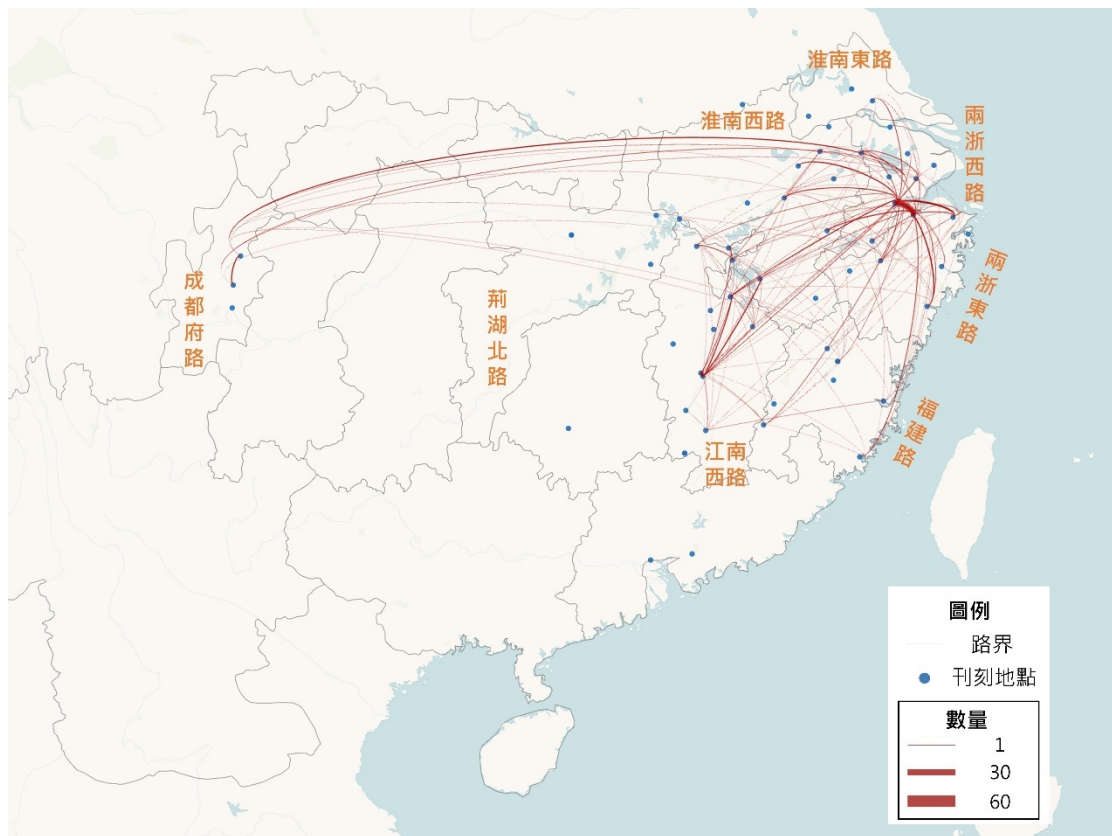 淮南東路
淮南西路
兩浙西路
兩浙東路
成都府路
荊湖北路
福建路
江南
西路
圖例
路界
刊刻地點
數量
1
30
60